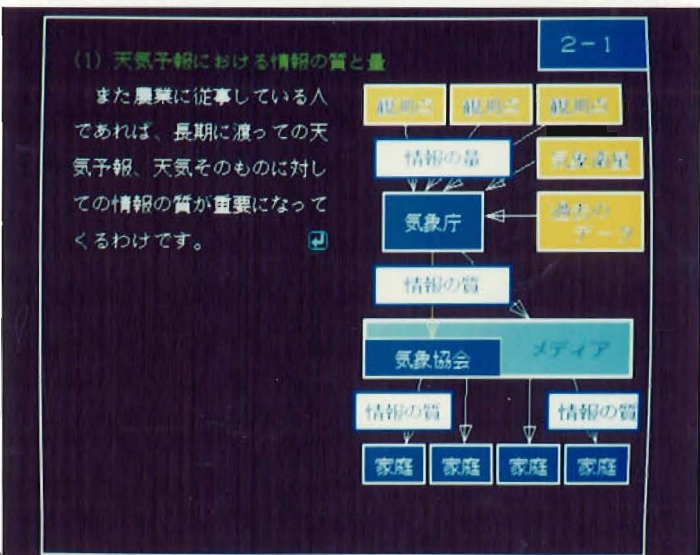 2-1
(1) 天気予報における情報の質と量
また農業に従事している人
であれば、長期に渡っての天
気予報、天気そのものに対し
ての情報の質が重要になって
くるわけです。
観測点 観測点 観測点
情報の量
気象衛星
気象庁
過去の
データ
情報の質
メディア
気象協会
情報の質 情報の質
家庭 家庭 家庭 家庭